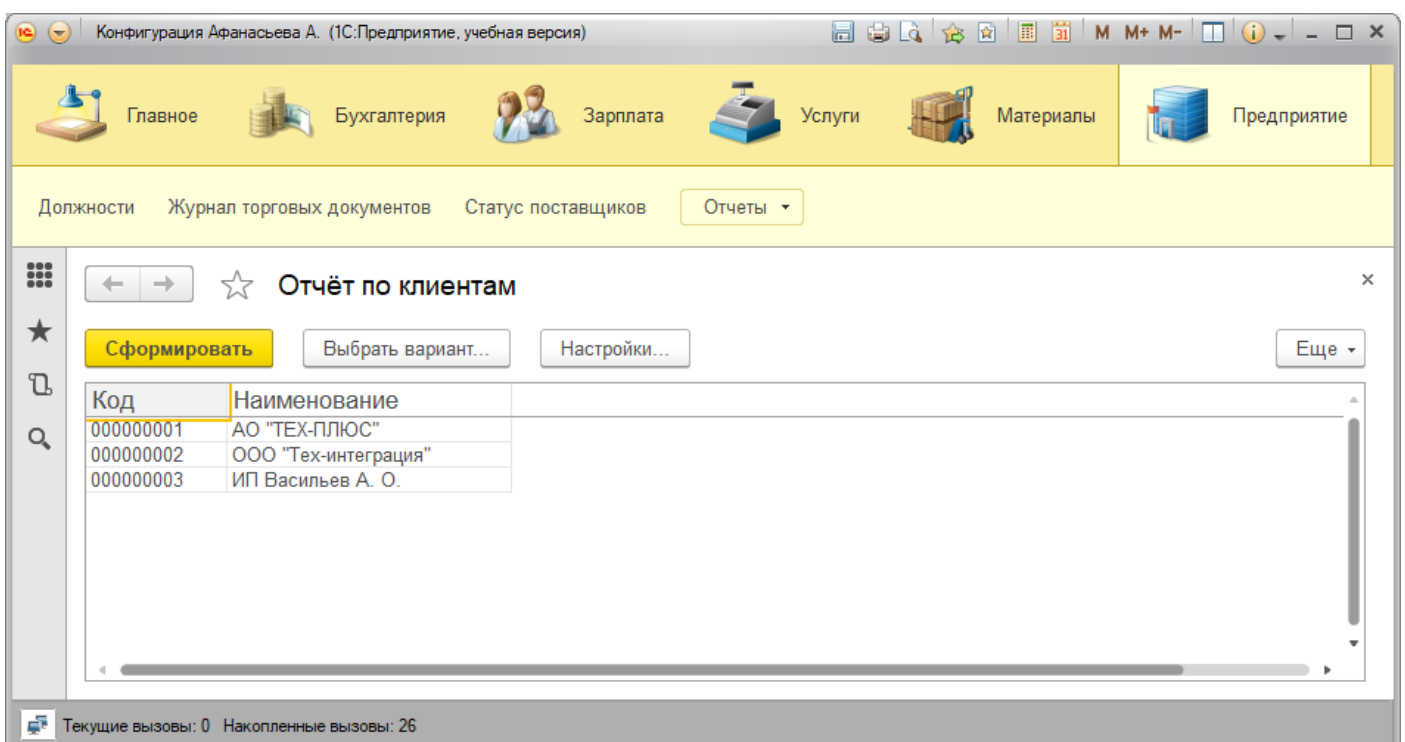 Конфигурация Афанасьева А. (1С:Предприятие, учебная версия) 31 M M+ M-
Главное Бухгалтерия Зарплата Услуги Материалы Предприятие
Должности Журнал торговых документов Статус поставщиков Отчеты
Отчёт по клиентам
Сформировать Выбрать вариант... Настройки... Еще
Код Наименование
000000001 АО "ТЕХ-ПЛЮС"
000000002 ООО "Тех-интеграция"
000000003 ИП Васильев А. О.
Текущие вызовы: 0 Накопленные вызовы: 26